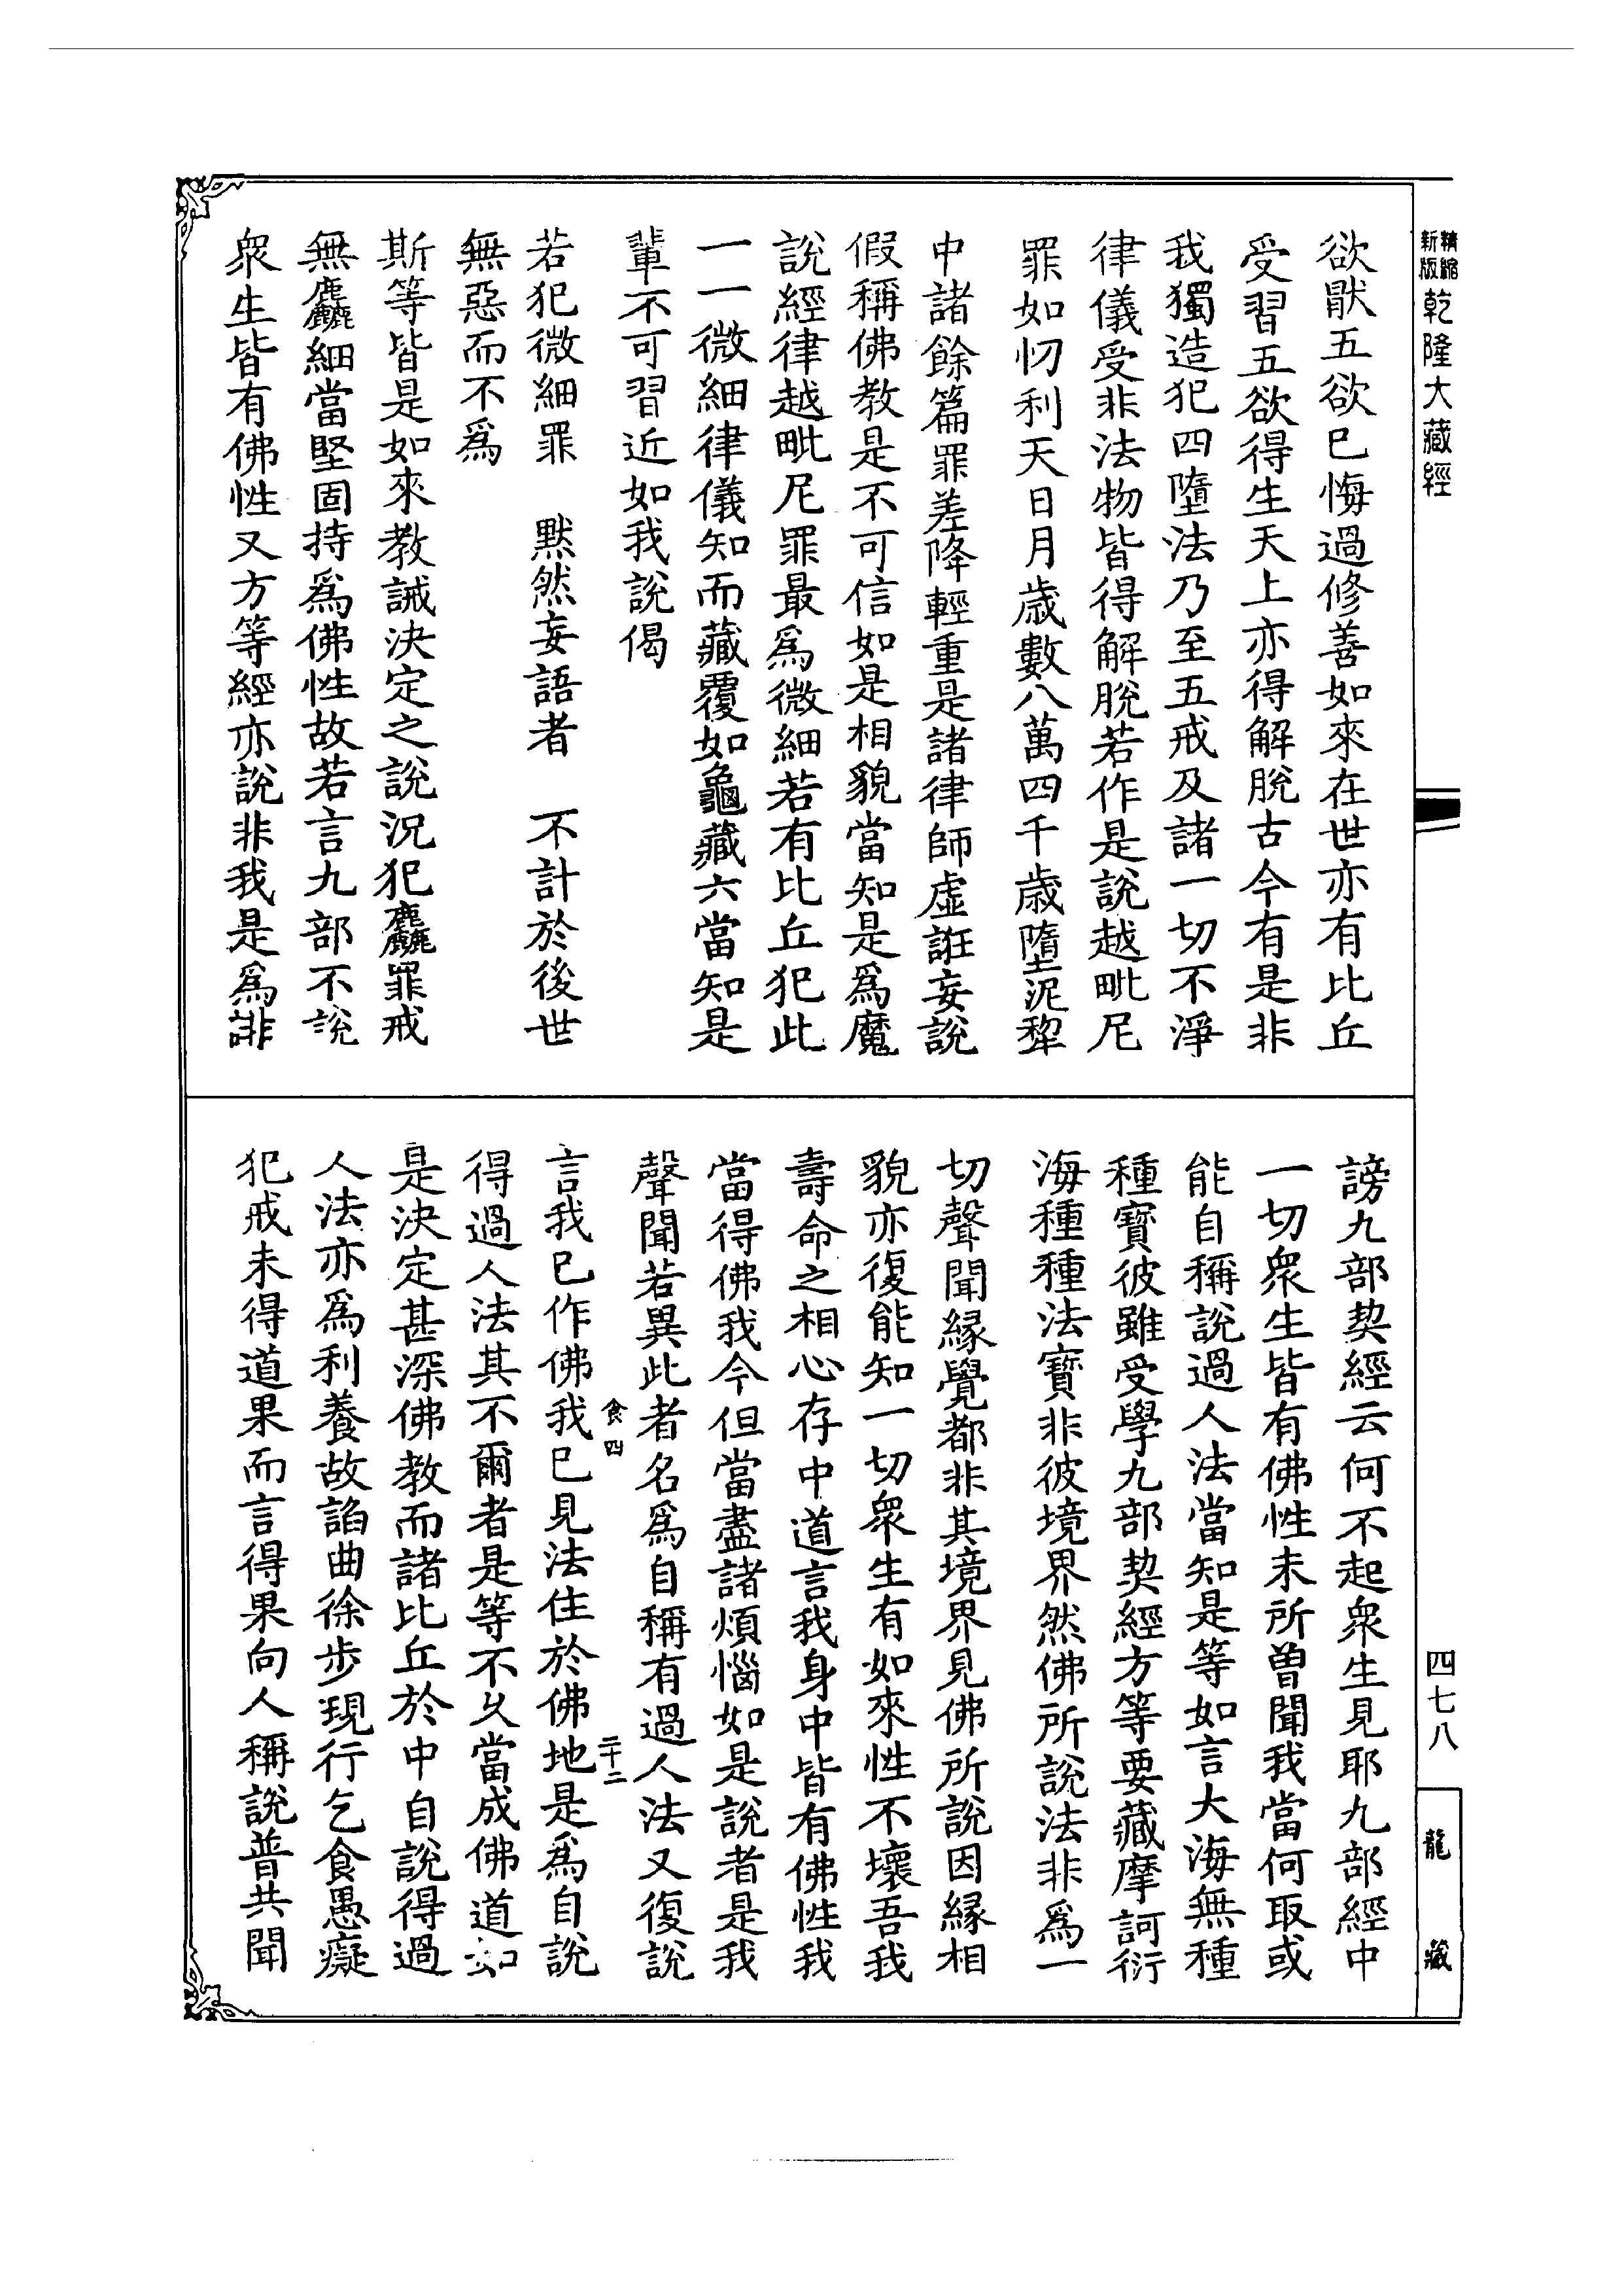 精縮新版乾隆大藏經
欲猒五欲已悔過修善如來在世亦有比丘
受習五欲得生天上亦得解脫古今有是非
我獨造犯四墮法乃至五戒及諸一切不淨
律儀受非法物皆得解脫若作是說越毗尼
罪如忉利天日月歲數八萬四千歲墮泥犂
中諸餘篇罪差降輕重是諸律師虛誑妄說
假稱佛教是不可信如是相貌當知是爲魔
說經律越毗尼罪最爲微細若有比丘犯此
一一微細律儀知而藏覆如龜藏六當知是
輩不可習近如我說偈
若犯微細罪　默然妄語者　不計於後世
無惡而不爲
斯等皆是如來教誡決定之說況犯麤罪戒
無麤細當堅固持爲佛性故若言九部不說
衆生皆有佛性又方等經亦說非我是爲誹
謗九部契經云何不起衆生見耶九部經中
一切衆生皆有佛性未所曾聞我當何取或
能自稱說過人法當知是等如言大海無種
種寶彼雖受學九部契經方等要藏摩訶衍
海種種法寶非彼境界然佛所說法非爲一
切聲聞緣覺都非其境界見佛所說因緣相
貌亦復能知一切衆生有如來性不壞吾我
壽命之相心存中道言我身中皆有佛性我
當得佛我今但當盡諸煩惱如是說者是我
聲聞若異此者名爲自稱有過人法又復說
食四　二十二
言我已作佛我已見法住於佛地是爲自說
得過人法其不爾者是等不久當成佛道如
是決定甚深佛教而諸比丘於中自說得過
人法亦爲利養故諂曲徐步現行乞食愚癡
犯戒未得道果而言得果向人稱說普共聞
四七八
龍藏